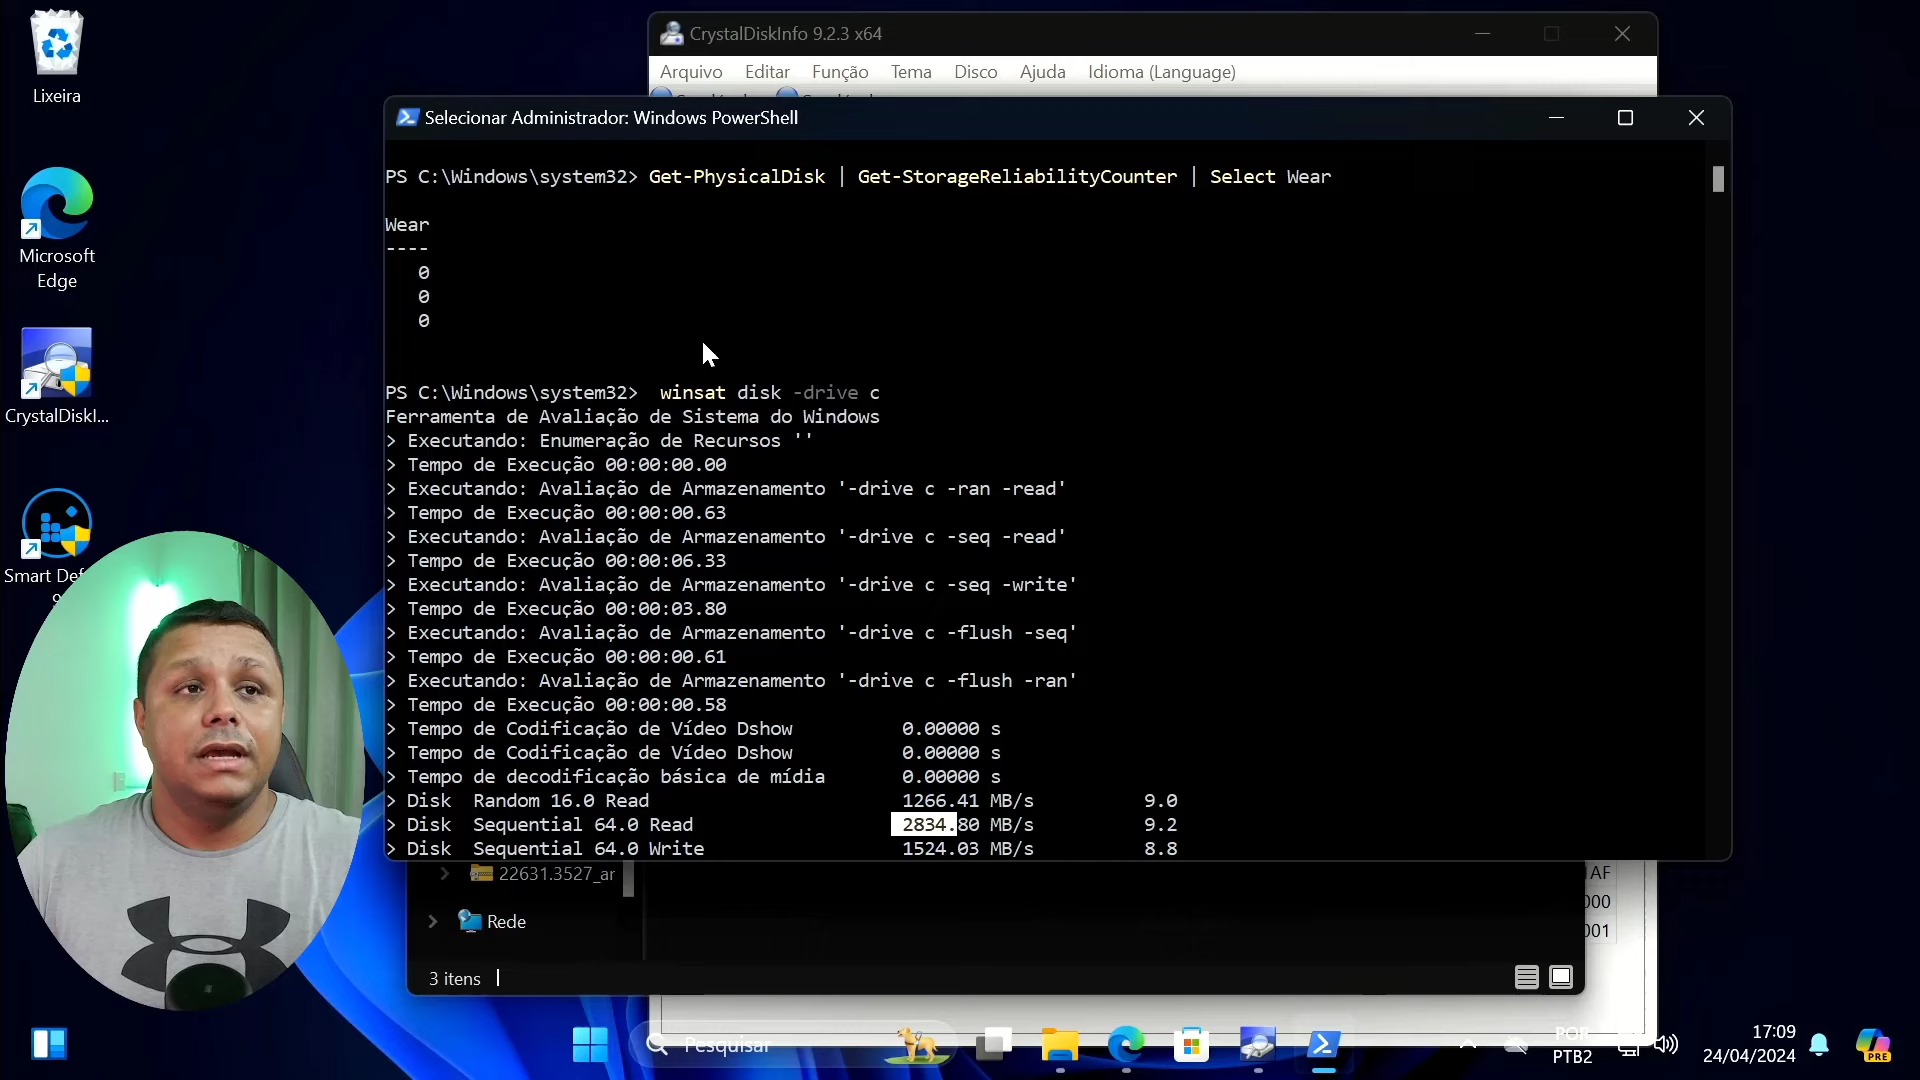 Lixeira
Microsoft
Edge
CrystalDiskI...
Smart Def
CrystalDiskInfo 9.2.3 x64
Arquivo Editar Função Tema Disco Ajuda Idioma (Language)
Selecionar Administrador: Windows PowerShell
PS C:\Windows\system32> Get-PhysicalDisk | Get-StorageReliabilityCounter | Select Wear
Wear
----
0
0
0
PS C:\Windows\system32>  winsat disk -drive c
Ferramenta de Avaliação de Sistema do Windows
> Executando: Enumeração de Recursos ''
> Tempo de Execução 00:00:00.00
> Executando: Avaliação de Armazenamento '-drive c -ran -read'
> Tempo de Execução 00:00:00.63
> Executando: Avaliação de Armazenamento '-drive c -seq -read'
> Tempo de Execução 00:00:06.33
> Executando: Avaliação de Armazenamento '-drive c -seq -write'
> Tempo de Execução 00:00:03.80
> Executando: Avaliação de Armazenamento '-drive c -flush -seq'
> Tempo de Execução 00:00:00.61
> Executando: Avaliação de Armazenamento '-drive c -flush -ran'
> Tempo de Execução 00:00:00.58
> Tempo de Codificação de Vídeo Dshow 0.00000 s
> Tempo de Codificação de Vídeo Dshow 0.00000 s
> Tempo de decodificação básica de mídia 0.00000 s
> Disk Random 16.0 Read 1266.41 MB/s 9.0
> Disk Sequential 64.0 Read 2834.80 MB/s 9.2
> Disk Sequential 64.0 Write 1524.03 MB/s 8.8
22631.3527_ar
Rede
3 itens
AF
000
001
Pesquisar
POR
PTB2
17:09
24/04/2024
PRE